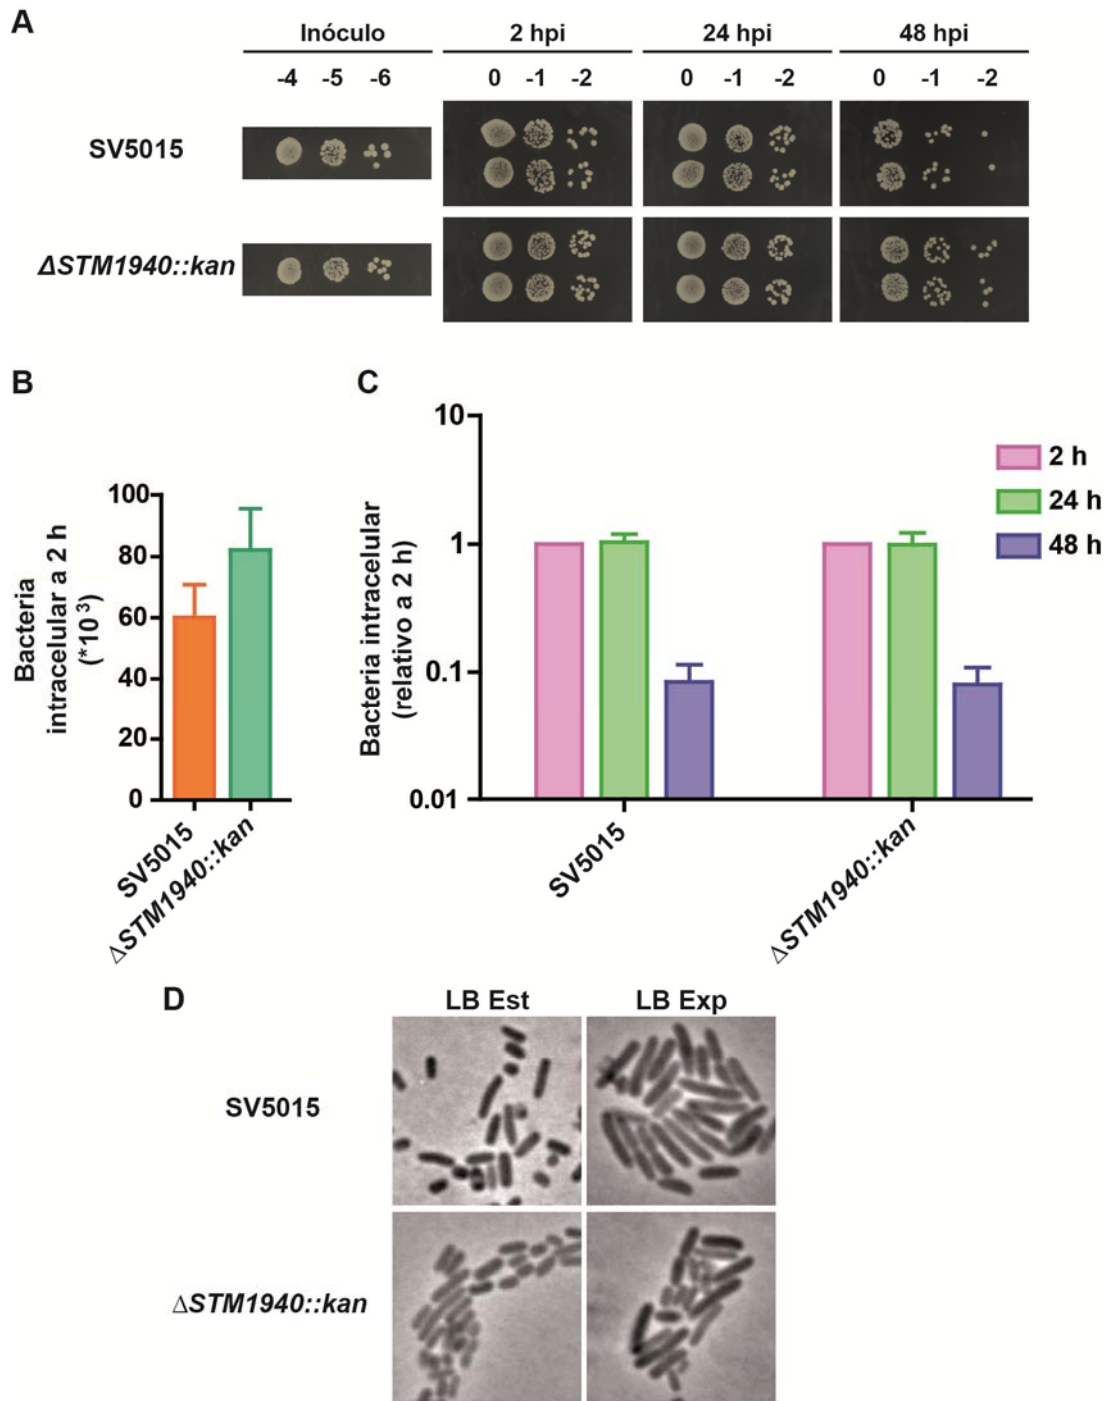 A
Inóculo 2 hpi 24 hpi 48 hpi
-4 -5 -6 0 -1 -2 0 -1 -2 0 -1 -2
SV5015
ΔSTM1940::kan
B
Bacteria
intracelular a 2 h
(*10³)
100
80
60
40
20
0
SV5015
ΔSTM1940::kan
C
Bacteria intracelular
(relativo a 2 h)
10
1
0.1
0.01
SV5015
ΔSTM1940::kan
2 h
24 h
48 h
D
LB Est LB Exp
SV5015
ΔSTM1940::kan